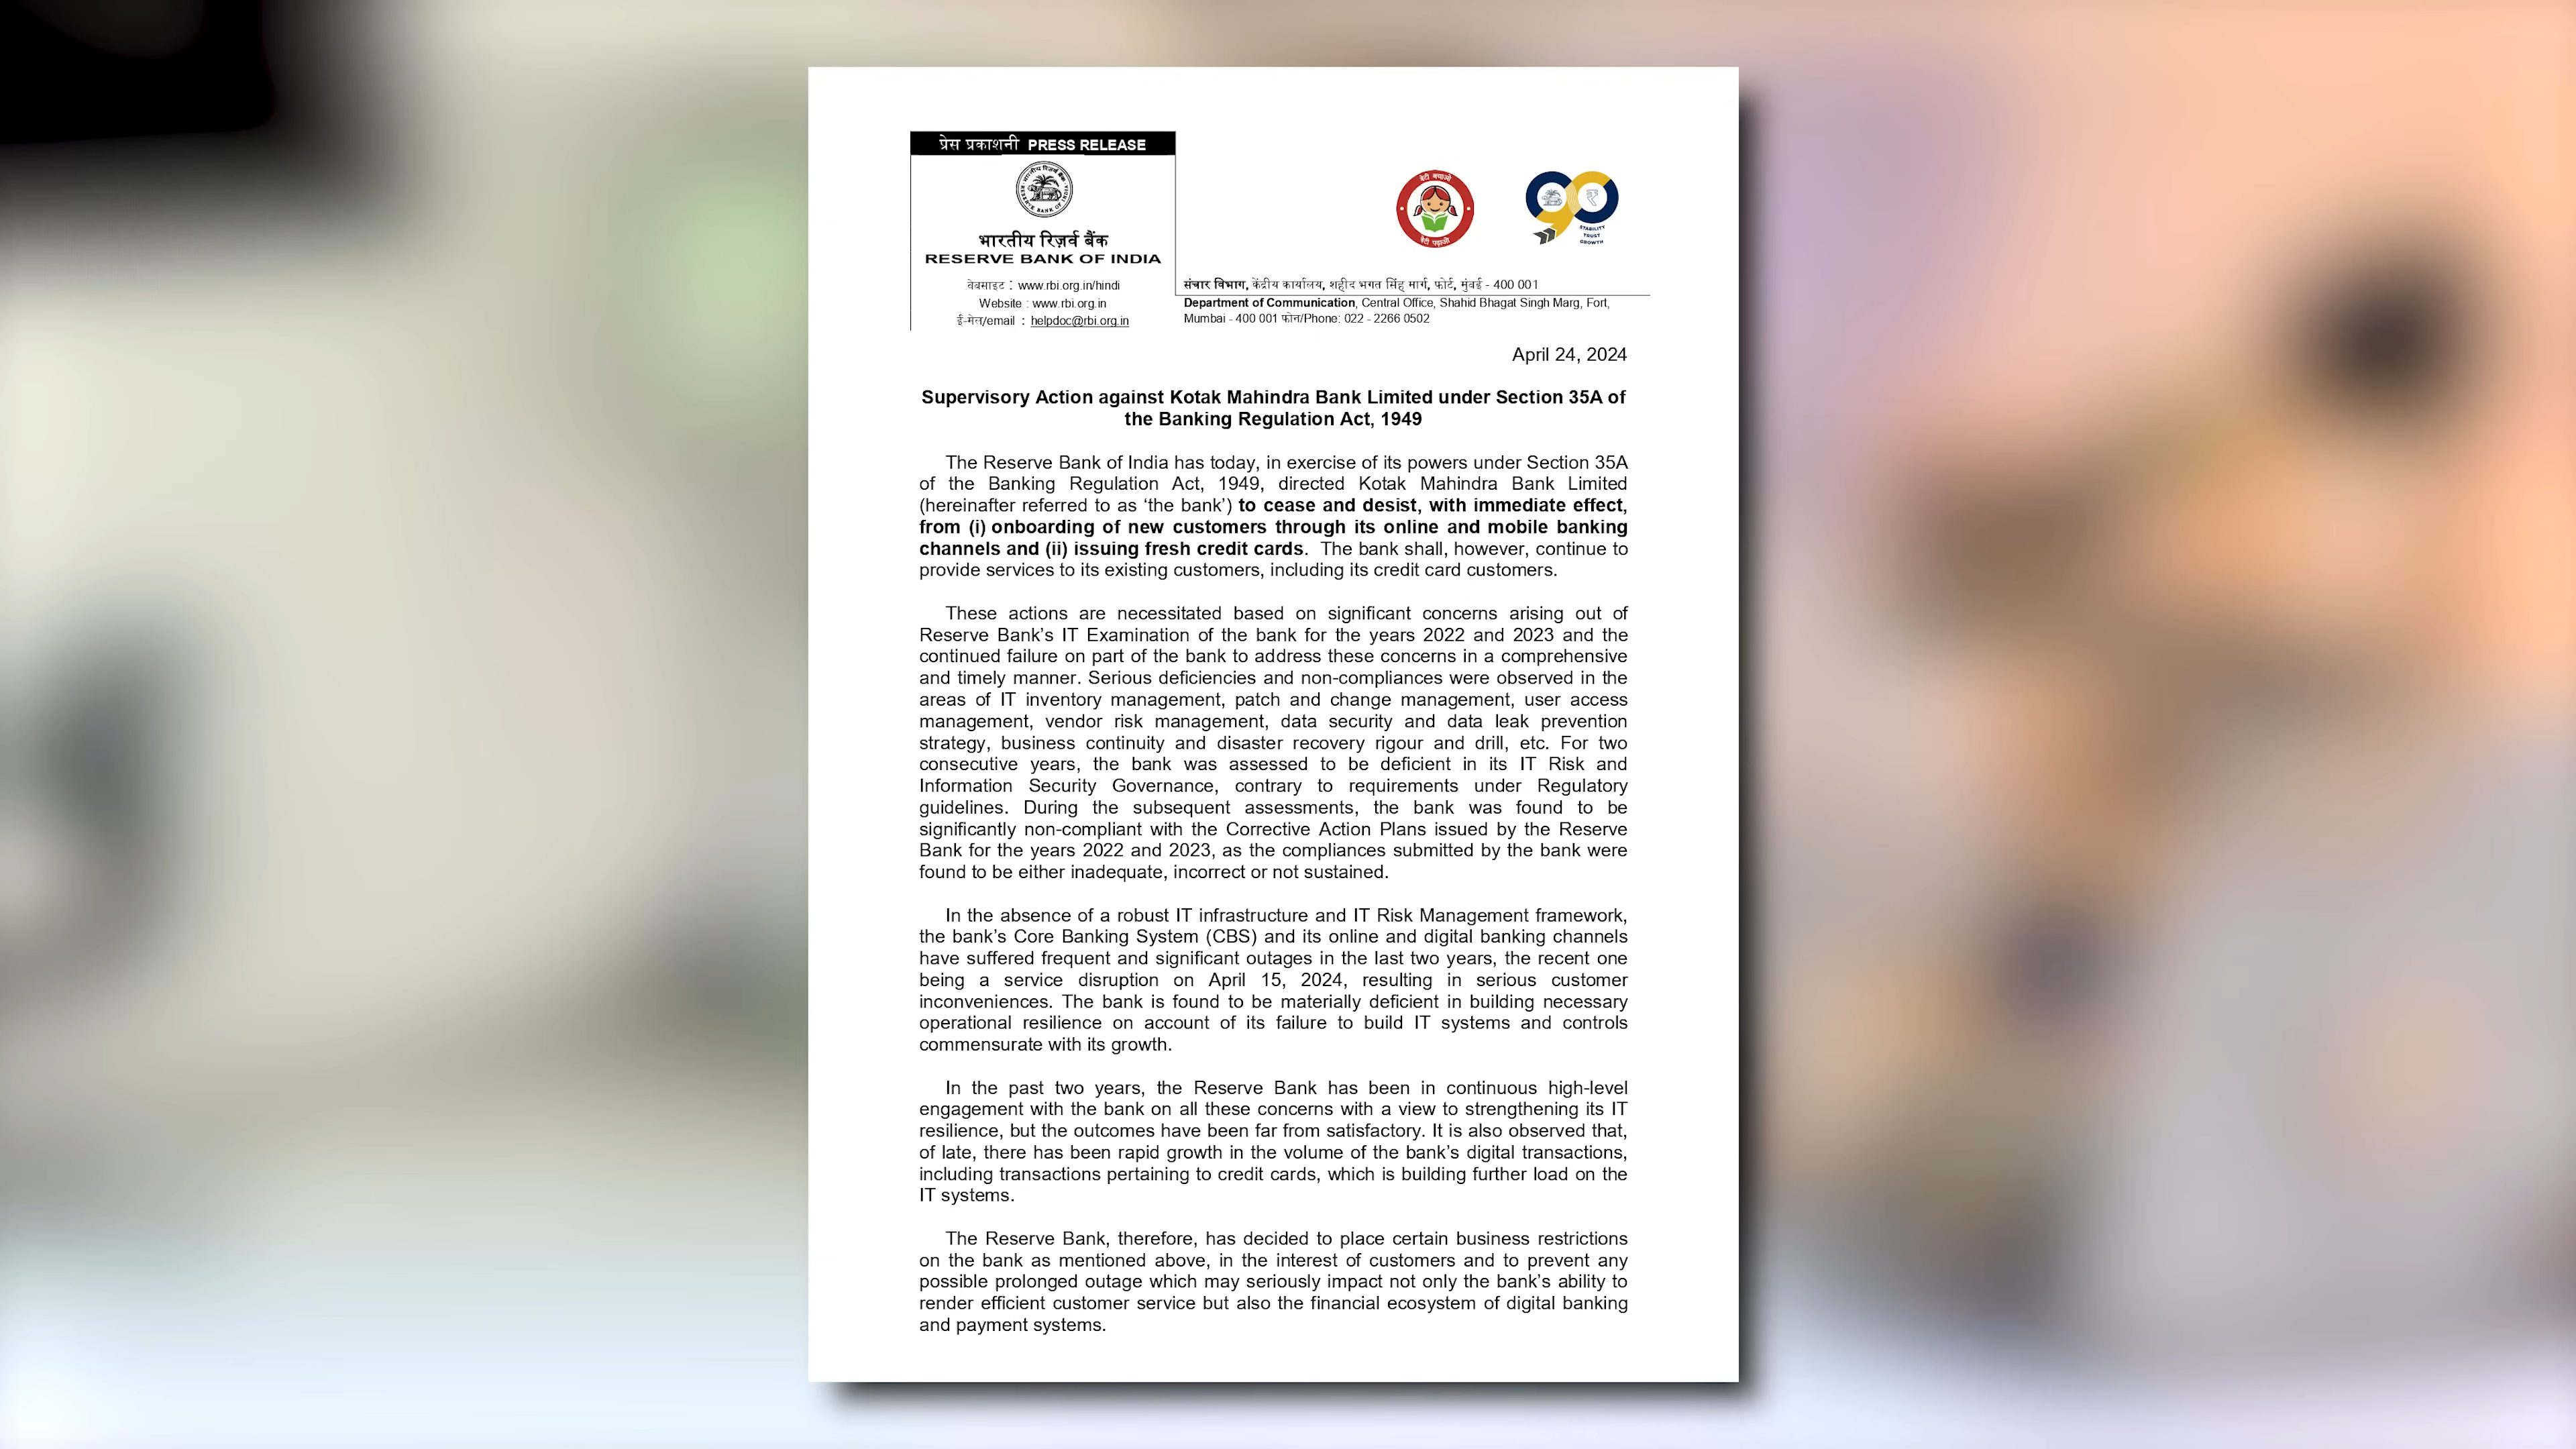 प्रेस प्रकाशनी PRESS RELEASE
भारतीय रिज़र्व बैंक
RESERVE BANK OF INDIA
वेबसाइट : www.rbi.org.in/hindi
Website : www.rbi.org.in
ई-मेल/email : helpdoc@rbi.org.in
बेटी बचाओ
बेटी पढ़ाओ
STABILITY
TRUST
GROWTH
संचार विभाग, केंद्रीय कार्यालय, शहीद भगत सिंह मार्ग, फोर्ट, मुंबई - 400 001
Department of Communication, Central Office, Shahid Bhagat Singh Marg, Fort,
Mumbai - 400 001 फोन/Phone: 022 - 2266 0502
April 24, 2024
Supervisory Action against Kotak Mahindra Bank Limited under Section 35A of
the Banking Regulation Act, 1949
The Reserve Bank of India has today, in exercise of its powers under Section 35A
of the Banking Regulation Act, 1949, directed Kotak Mahindra Bank Limited
(hereinafter referred to as ‘the bank’) to cease and desist, with immediate effect,
from (i) onboarding of new customers through its online and mobile banking
channels and (ii) issuing fresh credit cards. The bank shall, however, continue to
provide services to its existing customers, including its credit card customers.
These actions are necessitated based on significant concerns arising out of
Reserve Bank’s IT Examination of the bank for the years 2022 and 2023 and the
continued failure on part of the bank to address these concerns in a comprehensive
and timely manner. Serious deficiencies and non-compliances were observed in the
areas of IT inventory management, patch and change management, user access
management, vendor risk management, data security and data leak prevention
strategy, business continuity and disaster recovery rigour and drill, etc. For two
consecutive years, the bank was assessed to be deficient in its IT Risk and
Information Security Governance, contrary to requirements under Regulatory
guidelines. During the subsequent assessments, the bank was found to be
significantly non-compliant with the Corrective Action Plans issued by the Reserve
Bank for the years 2022 and 2023, as the compliances submitted by the bank were
found to be either inadequate, incorrect or not sustained.
In the absence of a robust IT infrastructure and IT Risk Management framework,
the bank’s Core Banking System (CBS) and its online and digital banking channels
have suffered frequent and significant outages in the last two years, the recent one
being a service disruption on April 15, 2024, resulting in serious customer
inconveniences. The bank is found to be materially deficient in building necessary
operational resilience on account of its failure to build IT systems and controls
commensurate with its growth.
In the past two years, the Reserve Bank has been in continuous high-level
engagement with the bank on all these concerns with a view to strengthening its IT
resilience, but the outcomes have been far from satisfactory. It is also observed that,
of late, there has been rapid growth in the volume of the bank’s digital transactions,
including transactions pertaining to credit cards, which is building further load on the
IT systems.
The Reserve Bank, therefore, has decided to place certain business restrictions
on the bank as mentioned above, in the interest of customers and to prevent any
possible prolonged outage which may seriously impact not only the bank’s ability to
render efficient customer service but also the financial ecosystem of digital banking
and payment systems.